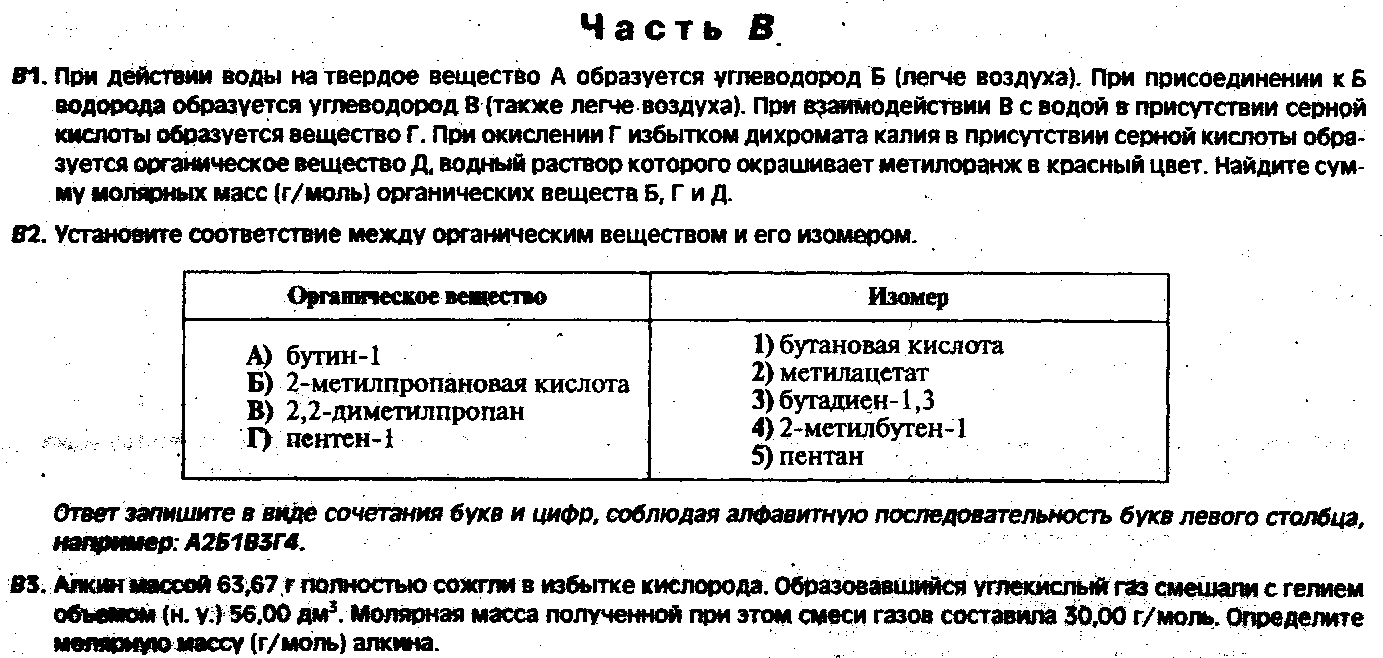 Часть В
В1. При действии воды на твердое вещество А образуется углеводород Б (легче воздуха). При присоединении к Б
водорода образуется углеводород В (также легче воздуха). При взаимодействии В с водой в присутствии серной
кислоты образуется вещество Г. При окислении Г избытком дихромата калия в присутствии серной кислоты обра-
зуется органическое вещество Д, водный раствор которого окрашивает метилоранж в красный цвет. Найдите сум-
му молярных масс (г/моль) органических веществ Б, Г и Д.
В2. Установите соответствие между органическим веществом и его изомером.
Органическое вещество
Изомер
А) бутин-1
Б) 2-метилпропановая кислота
В) 2,2-диметилпропан
Г) пентен-1
1) бутановая кислота
2) метилацетат
3) бутадиен-1,3
4) 2-метилбутен-1
5) пентан
Ответ запишите в виде сочетания букв и цифр, соблюдая алфавитную последовательность букв левого столбца,
например: А2Б1В3Г4.
В3. Алкин массой 63,67 г полностью сожгли в избытке кислорода. Образовавшийся углекислый газ смешали с гелием
объемом (н. у.) 56,00 дм³. Молярная масса полученной при этом смеси газов составила 30,00 г/моль. Определите
молярную массу (г/моль) алкина.